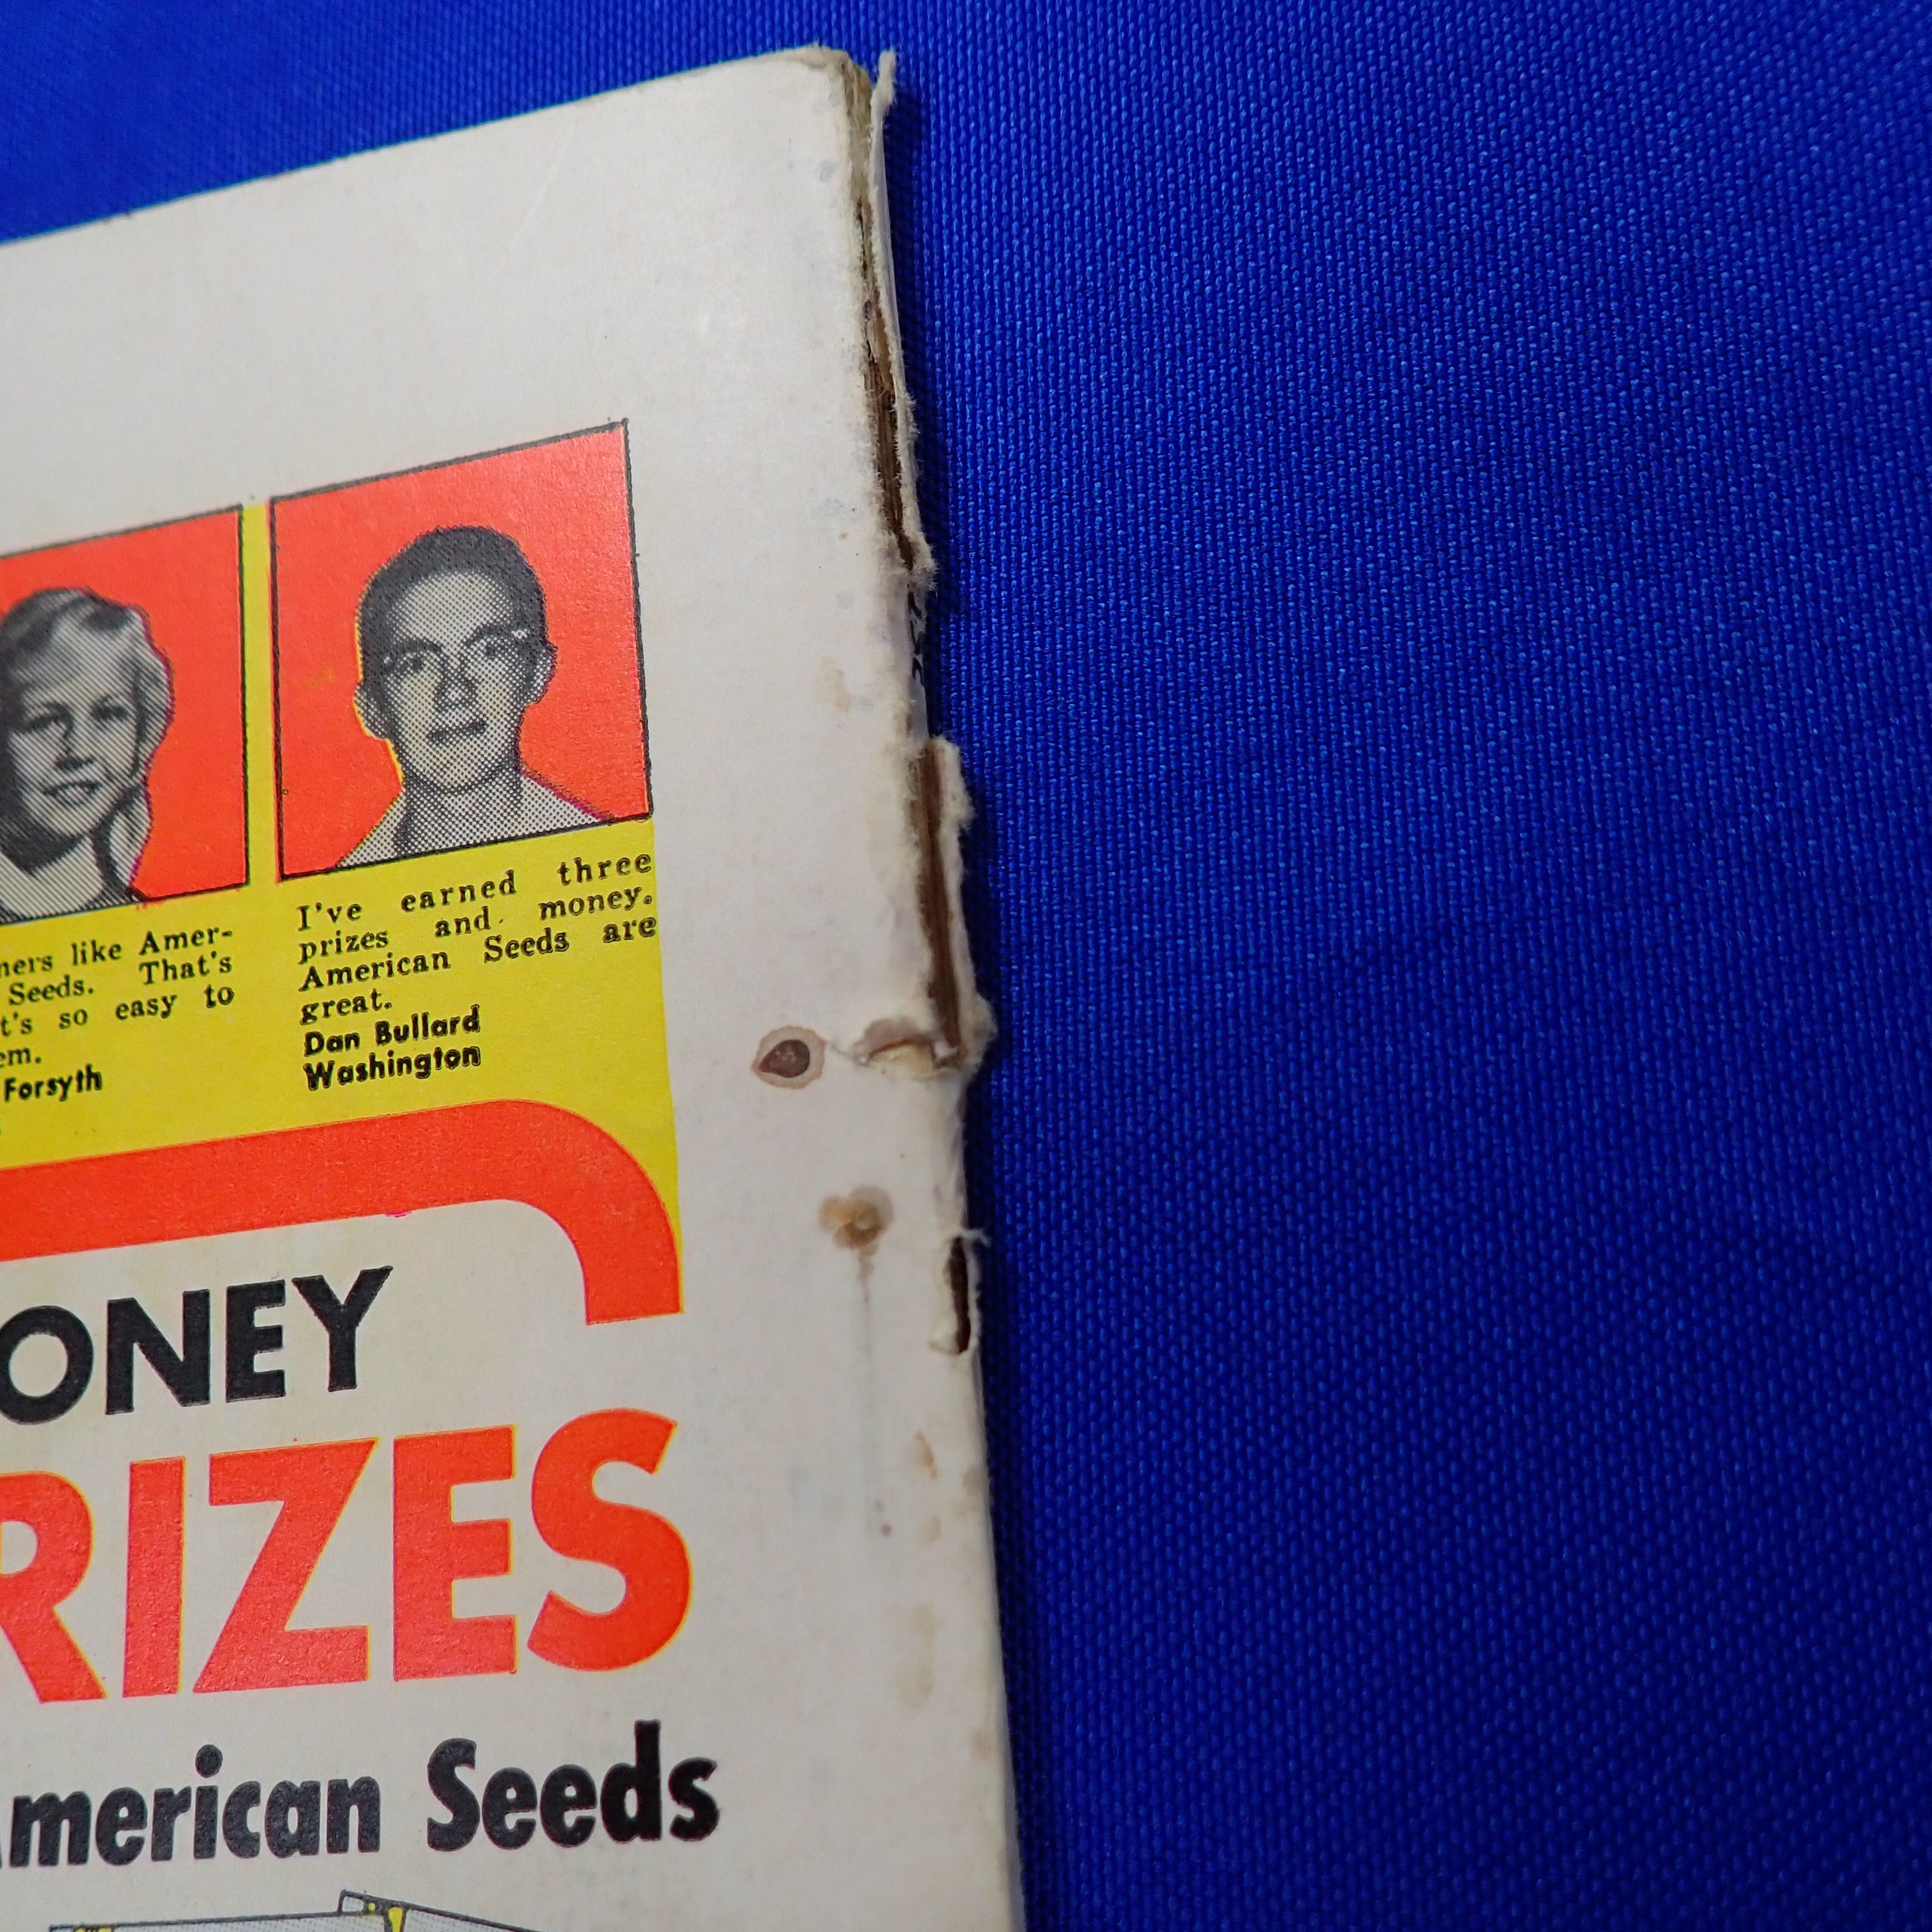 ners like Amer-
Seeds. That's
t's so easy to
em.
Forsyth
I've earned three
prizes and money.
American Seeds are
great.
Dan Bullard
Washington
ONEY
RIZES
American Seeds